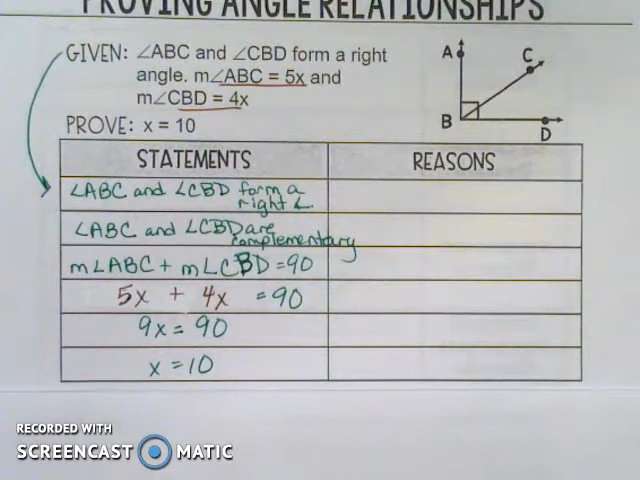 PROVING ANGLE RELATIONSHIPS
GIVEN: ∠ABC and ∠CBD form a right
angle. m∠ABC = 5x and
m∠CBD = 4x
PROVE: x = 10
A
C
B
D
STATEMENTS REASONS
∠ABC and ∠CBD form a
right ∠
∠ABC and ∠CBD are
complementary
m∠ABC + m∠CBD = 90
5x + 4x = 90
9x = 90
x = 10
RECORDED WITH
SCREENCAST MATIC